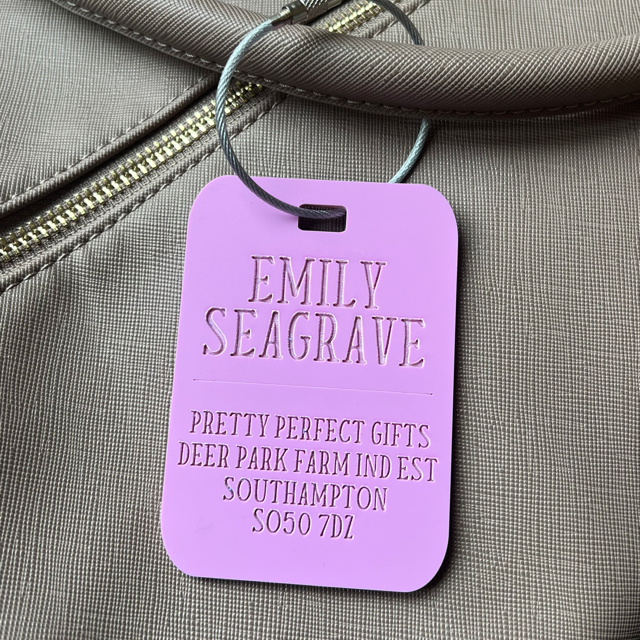 EMILY
SEAGRAVE
PRETTY PERFECT GIFTS
DEER PARK FARM IND EST
SOUTHAMPTON
SO50 7DZ